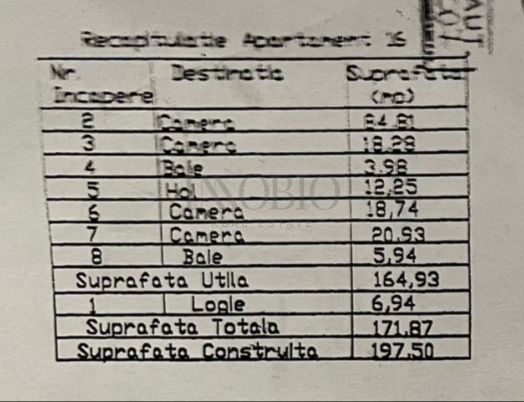 Recapitulatie Apartament 16
Nr. Incapere Destinatia Suprafata (mp)
2 Camera 84.81
3 Camera 18.28
4 Baie 3.98
5 Hol 12,25
6 Camera 18,74
7 Camera 20,93
8 Baie 5,94
Suprafata Utila 164,93
1 Logie 6,94
Suprafata Totala 171,87
Suprafata Construita 197,50